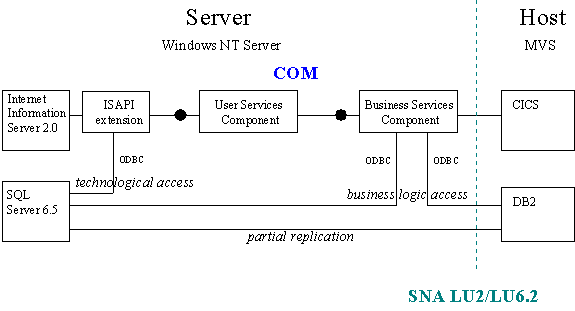 Server
Host
Windows NT Server
MVS
COM
Internet
Information
Server 2.0
ISAPI
extension
User Services
Component
Business Services
Component
CICS
ODBC
ODBC
ODBC
technological access
SQL
Server 6.5
business logic access
DB2
partial replication
SNA LU2/LU6.2